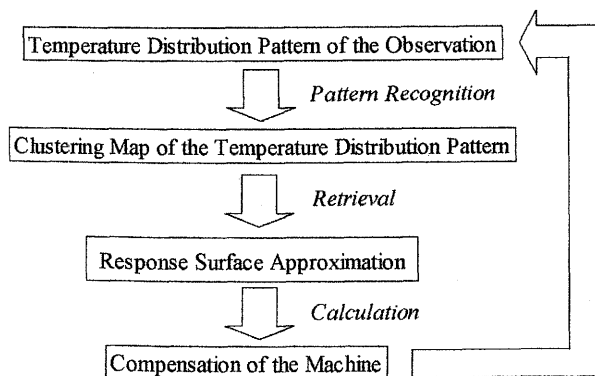 Temperature Distribution Pattern of the Observation
Pattern Recognition
Clustering Map of the Temperature Distribution Pattern
Retrieval
Response Surface Approximation
Calculation
Compensation of the Machine